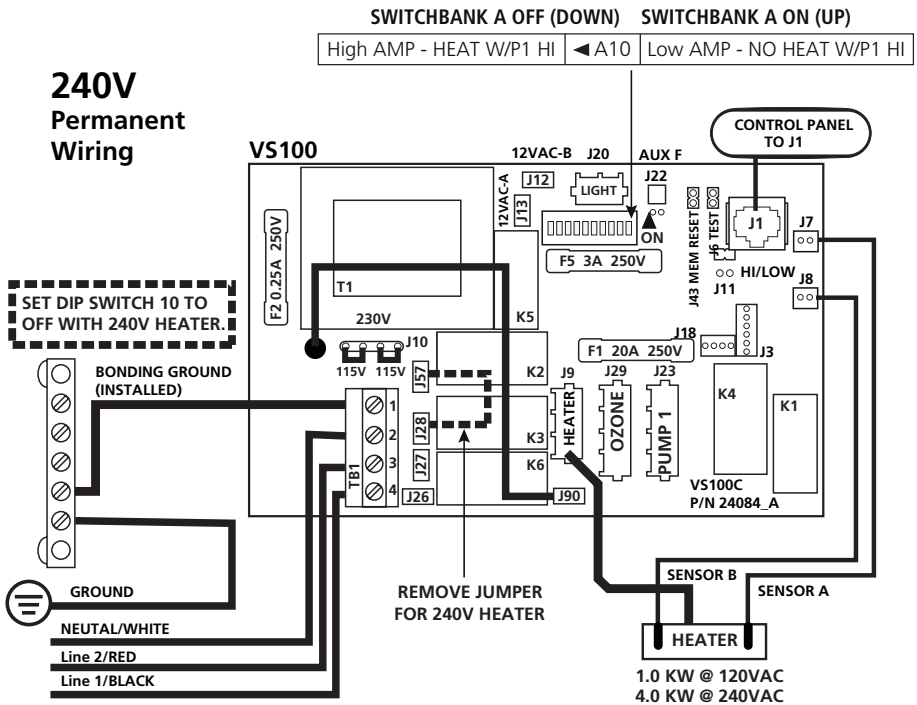 SWITCHBANK A OFF (DOWN) SWITCHBANK A ON (UP)
High AMP - HEAT W/P1 HI ◄ A10 Low AMP - NO HEAT W/P1 HI
240V
Permanent
Wiring
CONTROL PANEL
TO J1
VS100
12VAC-B J20 AUX F
J12
LIGHT
J22
12VAC-A
J13
ON
J43 MEM RESET
J6 TEST
J1
J7
F2 0.25A 250V
T1
K5
F5 3A 250V
HI/LOW
J11
J8
SET DIP SWITCH 10 TO
OFF WITH 240V HEATER.
230V
J10
115V 115V
J57
K2
F1 20A 250V
J18
J3
BONDING GROUND
(INSTALLED)
J9
J29
J23
HEATER
OZONE
PUMP 1
K4
K1
TB1
1
2
3
4
J28
K3
J27
K6
J26
J90
VS100C
P/N 24084_A
REMOVE JUMPER
FOR 240V HEATER
SENSOR B
SENSOR A
GROUND
NEUTAL/WHITE
Line 2/RED
Line 1/BLACK
HEATER
1.0 KW @ 120VAC
4.0 KW @ 240VAC